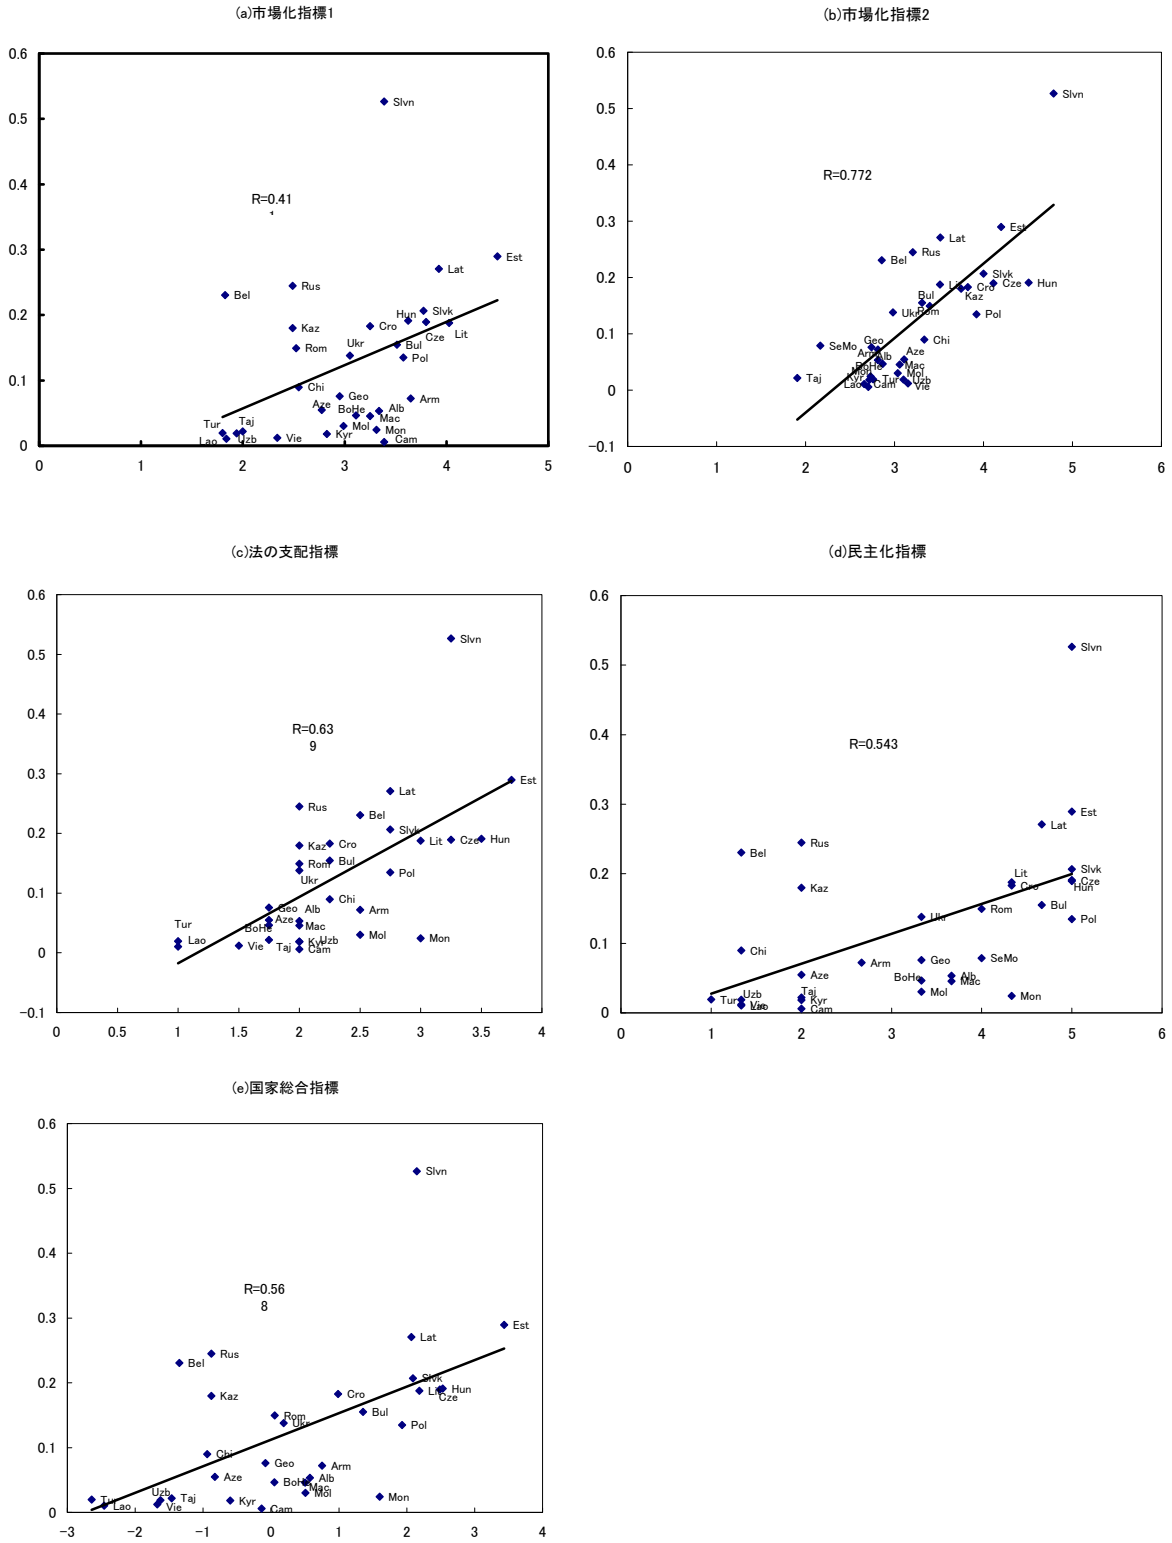 (a)市場化指標1
0.6
0.5
0.4
0.3
0.2
0.1
0
0 1 2 3 4 5
R=0.41
1
Slvn
Est
Lat
Rus
Bel
Hun Slvk
Kaz Cro Cze Lit
Rom Ukr Bul
Pol
Chi
Geo Arm
Aze BoHe Alb
Mac
Tur Taj Mol Mon
Lao Uzb Vie Kyr Cam
(b)市場化指標2
0.6
0.5
0.4
0.3
0.2
0.1
0
-0.1
0 1 2 3 4 5 6
R=0.772
Slvn
Est
Lat
Rus
Bel
Slvk
Lit Cro Cze Hun
Bul Kaz
Ukr Rom Pol
Geo Chi
SeMo Arm Alb Aze
BoHe Mac
Mon Mol
Taj Kyr Tur Uzb
Lao Cam Vie
(c)法の支配指標
0.6
0.5
0.4
0.3
0.2
0.1
0
-0.1
0 0.5 1 1.5 2 2.5 3 3.5 4
R=0.63
9
Slvn
Est
Lat
Rus Bel
Slvk
Kaz Cro Lit Cze Hun
Rom Bul
Ukr Pol
Chi
Geo Alb Arm
Tur Aze
BoHe Mac
Lao Uzb Mol Mon
Vie Taj Kyr
Cam
(d)民主化指標
0.6
0.5
0.4
0.3
0.2
0.1
0
0 1 2 3 4 5 6
R=0.543
Slvn
Est
Lat
Rus
Bel
Slvk
Kaz Lit Cze
Cro Hun
Rom Bul
Ukr Pol
Chi
Arm Geo SeMo
Aze BoHe Alb
Mac
Uzb Taj Mol
Tur Vie Kyr Mon
Lao Cam
(e)国家総合指標
0.6
0.5
0.4
0.3
0.2
0.1
0
-3 -2 -1 0 1 2 3 4
R=0.56
8
Slvn
Est
Lat
Rus
Bel
Slvk
Kaz Cro Lit Hun
Cze
Rom Bul
Ukr Pol
Chi
Geo Arm
Aze BoHe Alb
Mac
Uzb Taj Mol
Tur Kyr Mon
Lao Vie Cam